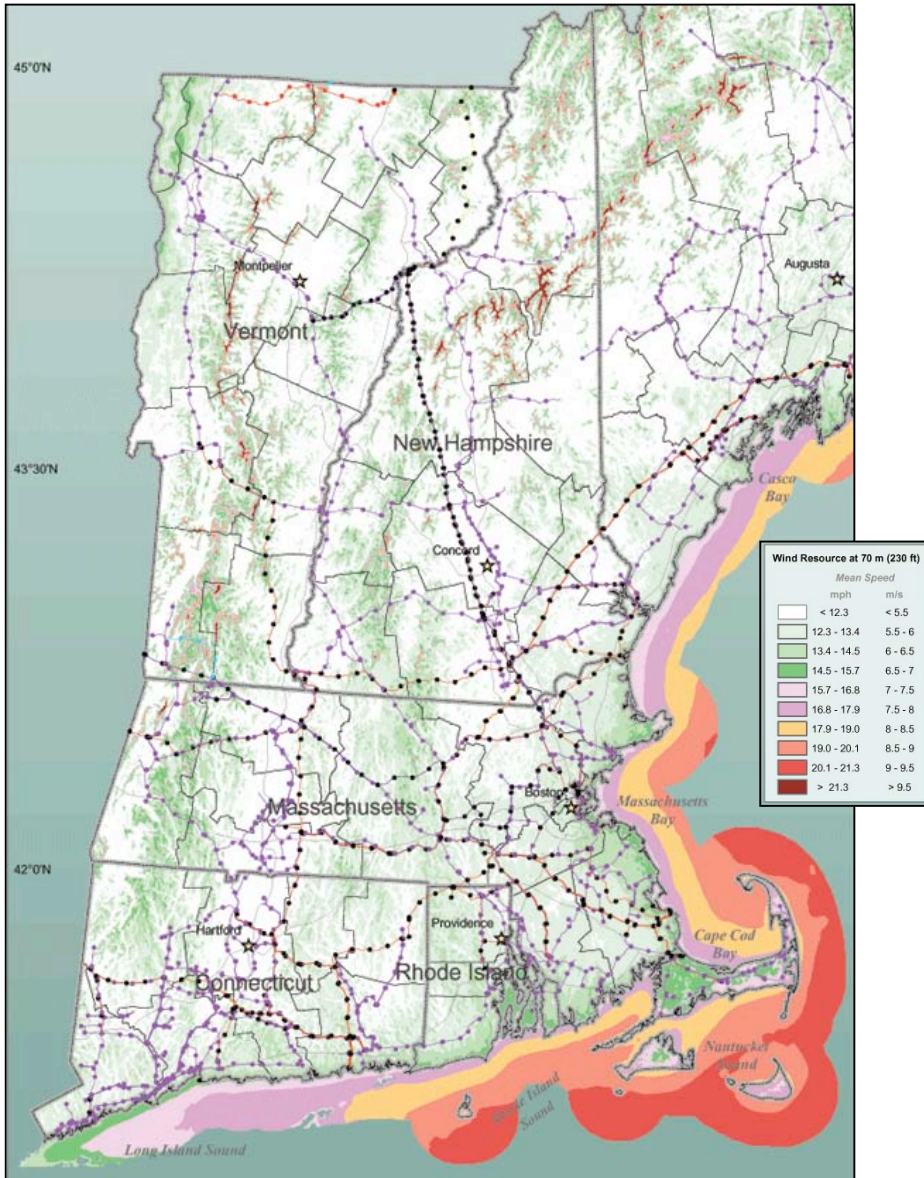 45°0'N
Montpelier
Augusta
Vermont
New Hampshire
43°30'N
Casco
Bay
Concord
Wind Resource at 70 m (230 ft)
Mean Speed
mph m/s
< 12.3 < 5.5
12.3 - 13.4 5.5 - 6
13.4 - 14.5 6 - 6.5
14.5 - 15.7 6.5 - 7
15.7 - 16.8 7 - 7.5
16.8 - 17.9 7.5 - 8
17.9 - 19.0 8 - 8.5
19.0 - 20.1 8.5 - 9
20.1 - 21.3 9 - 9.5
> 21.3 > 9.5
Boston
Massachusetts
Massachusetts
Bay
42°0'N
Hartford
Providence
Cape Cod
Bay
Connecticut
Rhode Island
Nantucket
Sound
Rhode Island
Sound
Long Island Sound